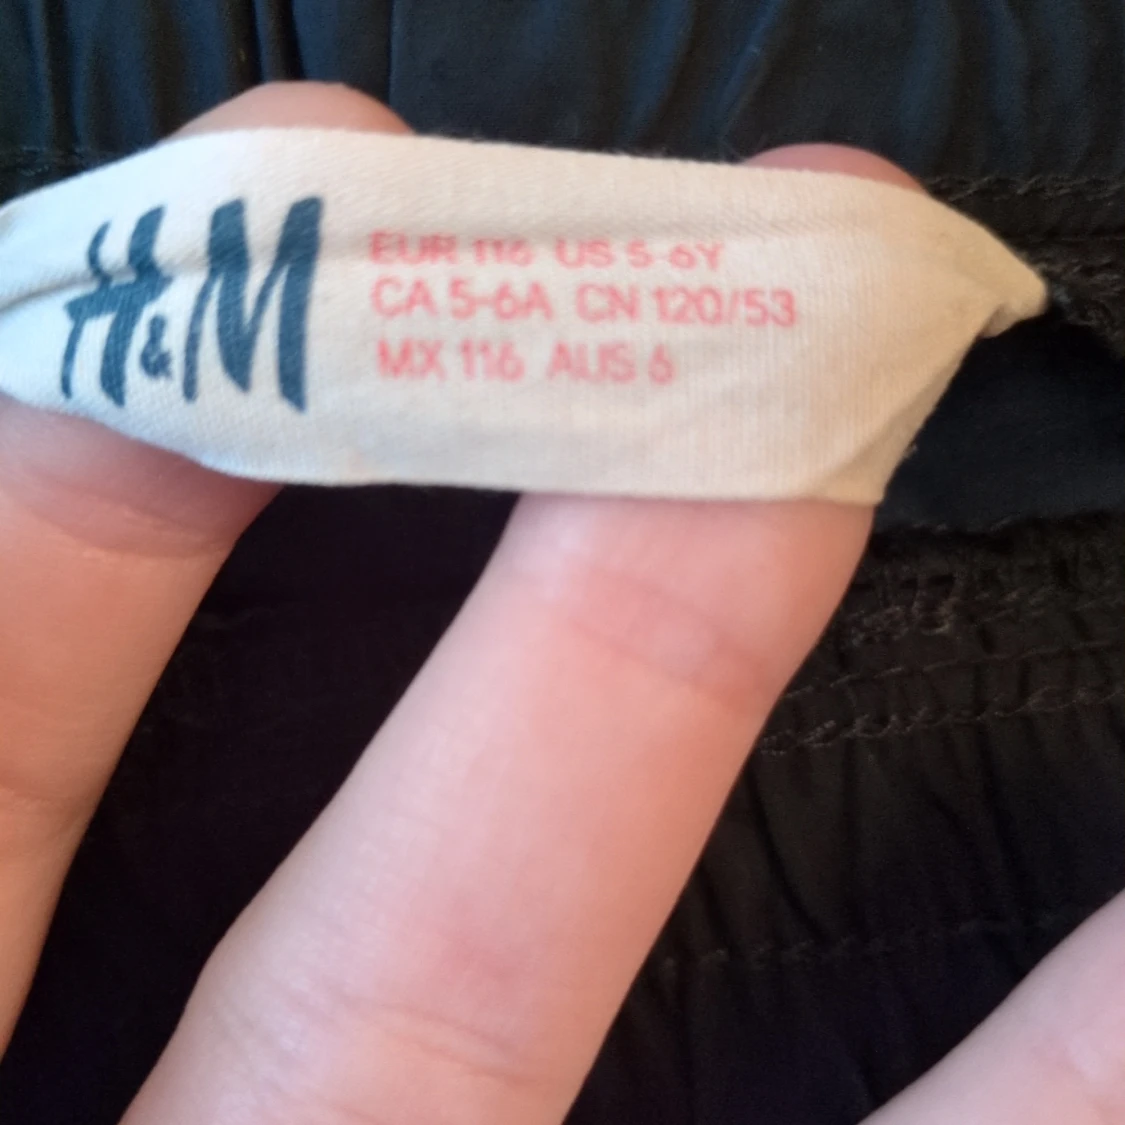 H&M
EUR 116 US 5-6Y
CA 5-6A CN 120/53
MX 116 AUS 6